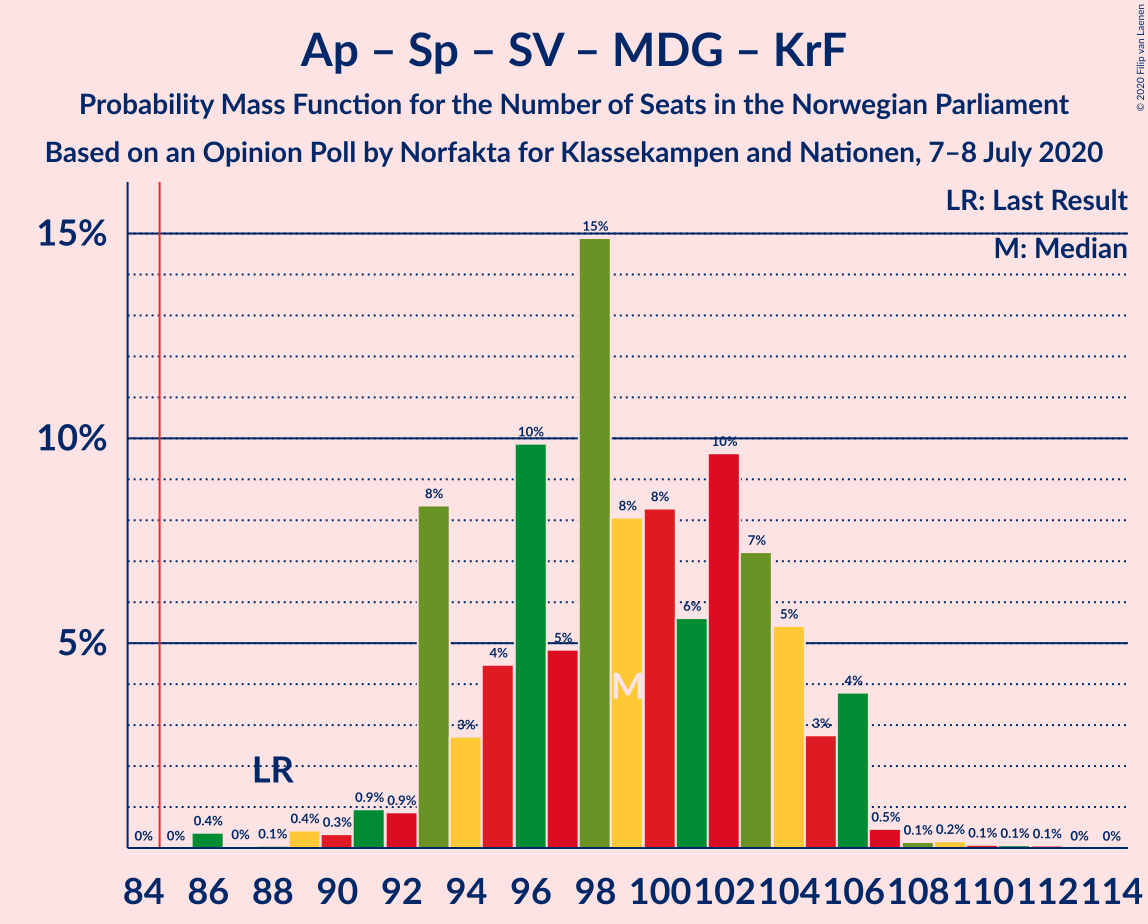 Ap – Sp – SV – MDG – KrF
Probability Mass Function for the Number of Seats in the Norwegian Parliament
Based on an Opinion Poll by Norfakta for Klassekampen and Nationen, 7–8 July 2020
© 2020 Filip van Laenen
LR: Last Result
M: Median
15%
10%
5%
0% 0% 0.4% 0% 0.1% 0.4% 0.3% 0.9% 0.9% 8% 3% 4% 10% 5% 15% 8% 8% 6% 10% 7% 5% 3% 4% 0.5% 0.1% 0.2% 0.1% 0.1% 0.1% 0% 0%
LR
M
84 86 88 90 92 94 96 98 100 102 104 106 108 110 112 114